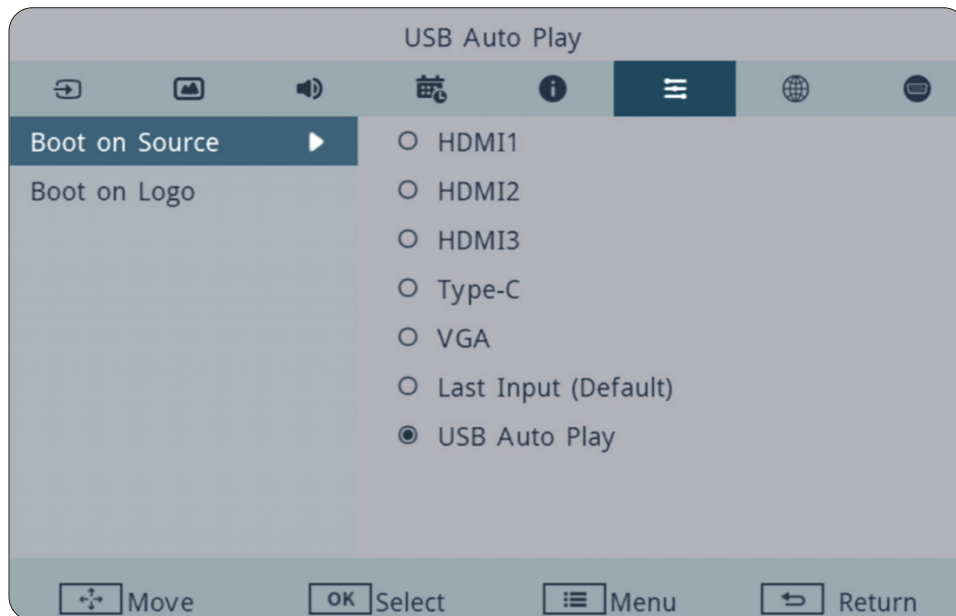 USB Auto Play
Boot on Source
Boot on Logo
HDMI1
HDMI2
HDMI3
Type-C
VGA
Last Input (Default)
USB Auto Play
Move
OK Select
Menu
Return